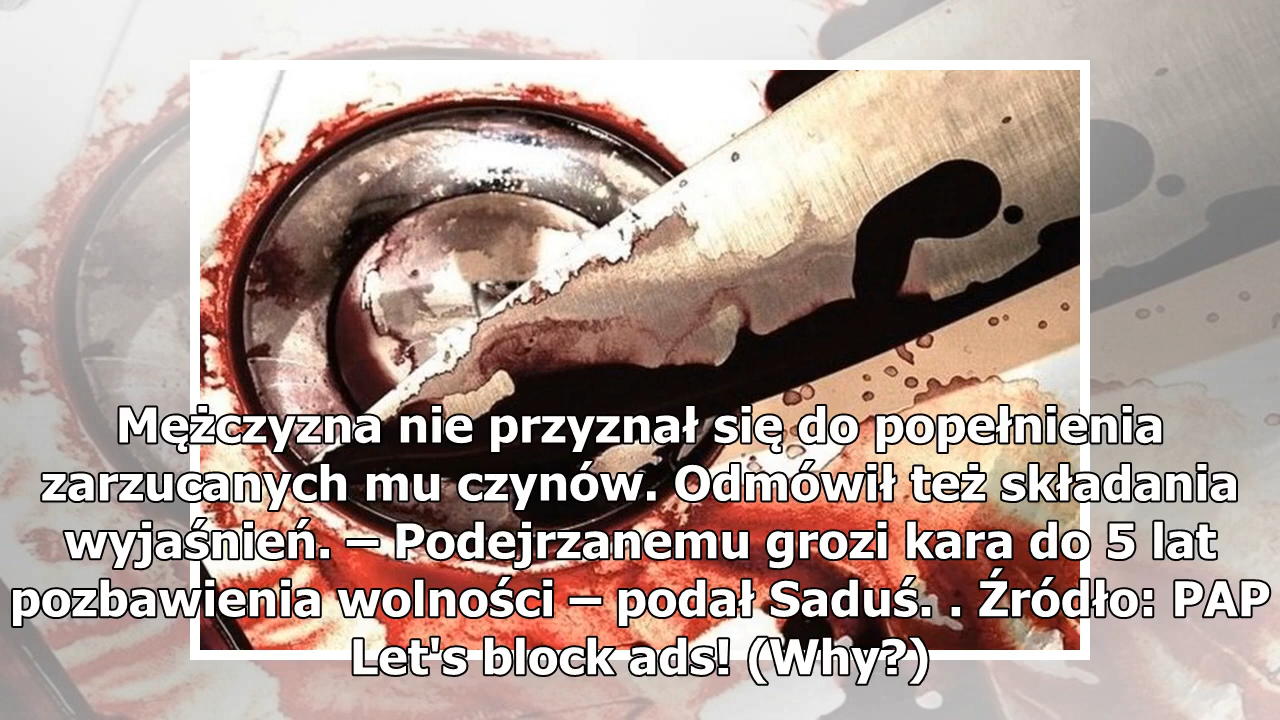 Mężczyzna nie przyznał się do popełnienia
zarzucanych mu czynów. Odmówił też składania
wyjaśnień. – Podejrzanemu grozi kara do 5 lat
pozbawienia wolności – podał Saduś. . Źródło: PAP
Let's block ads! (Why?)